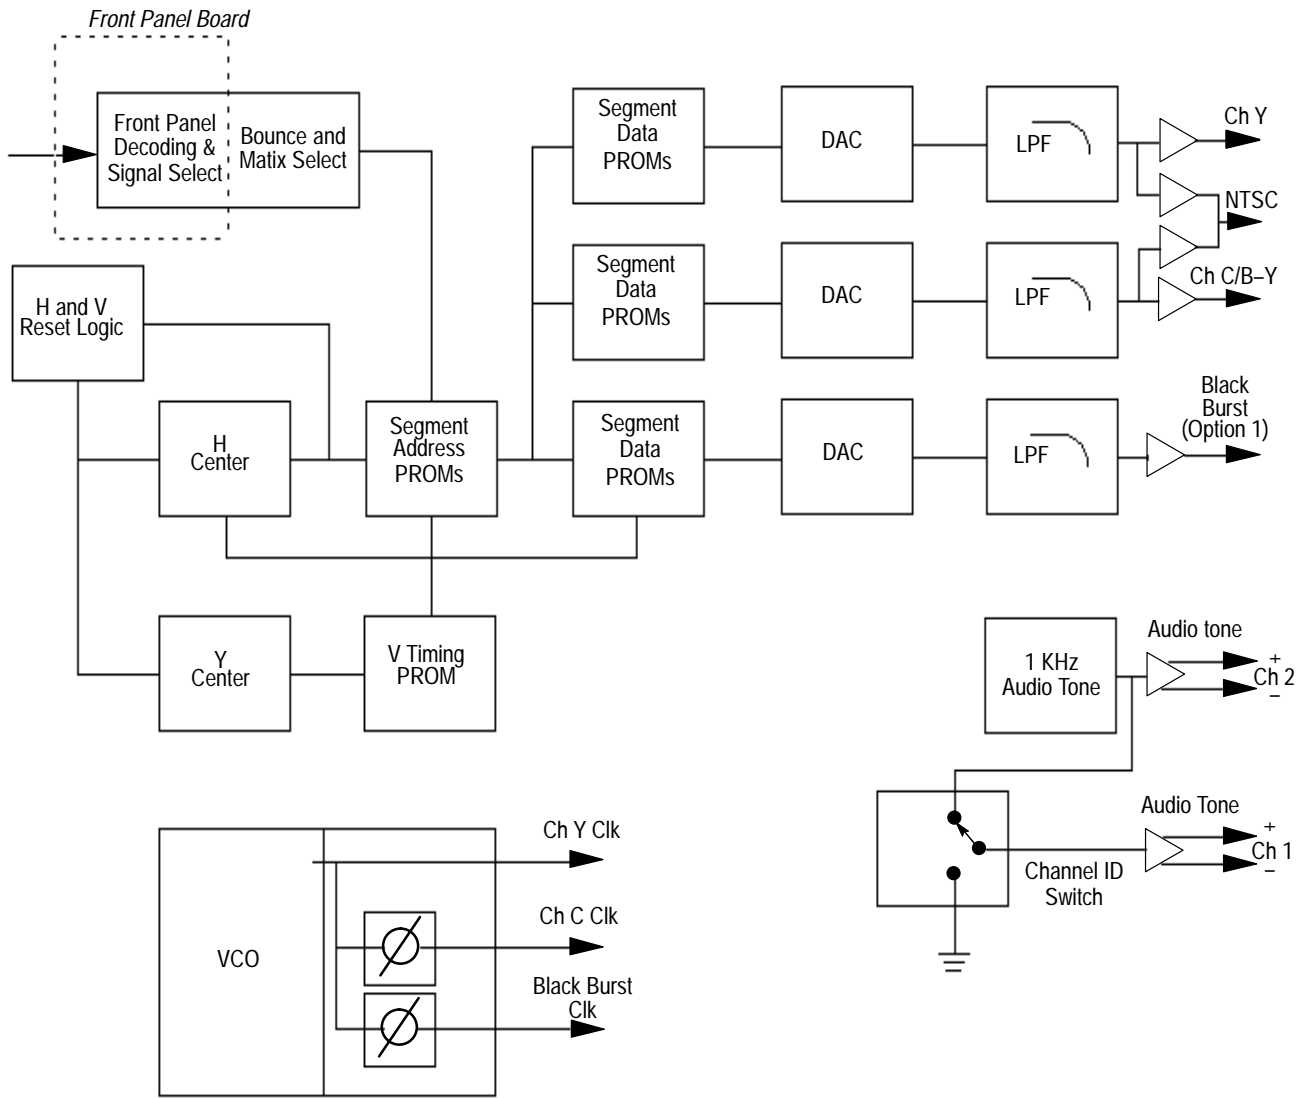 Front Panel Board
Front Panel
Decoding &
Signal Select
Bounce and
Matix Select
Segment
Data
PROMs
DAC
LPF
Ch Y
NTSC
H and V
Reset Logic
Segment
Data
PROMs
DAC
LPF
Ch C/B–Y
H
Center
Segment
Address
PROMs
Segment
Data
PROMs
DAC
LPF
Black
Burst
(Option 1)
Y
Center
V Timing
PROM
1 KHz
Audio Tone
Audio tone
+
Ch 2
–
Audio Tone
+
Ch 1
–
Channel ID
Switch
VCO
Ch Y Clk
Ch C Clk
Black Burst
Clk